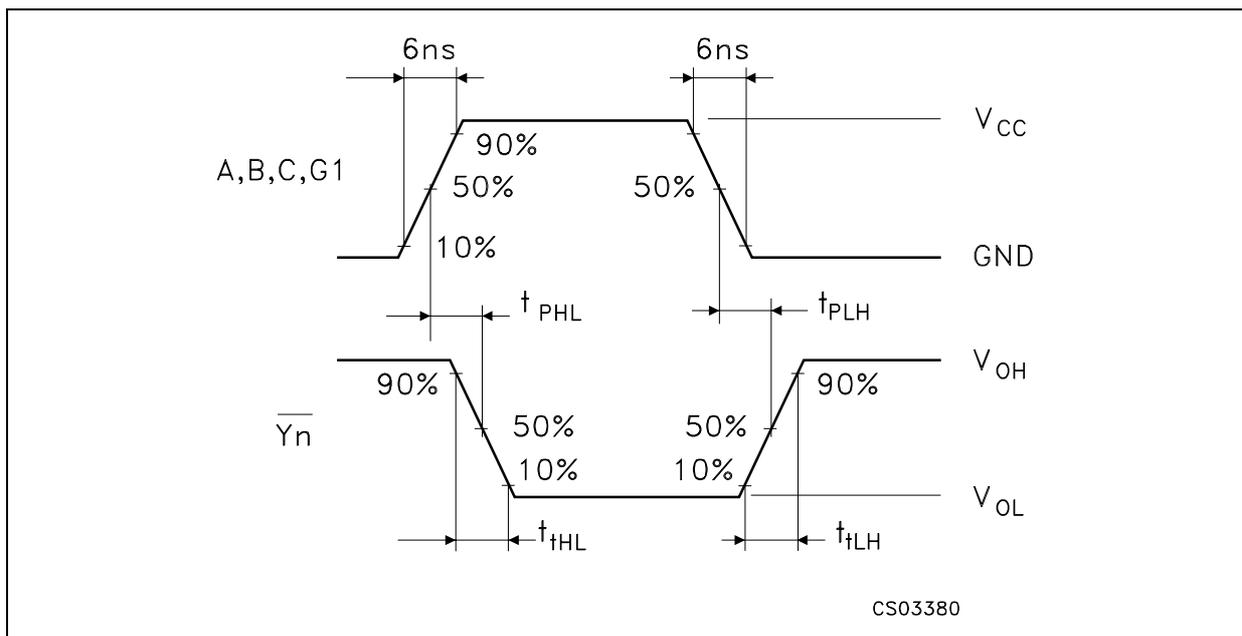 6ns
6ns
V_CC
90%
A,B,C,G1
50%
50%
10%
GND
t_PHL
t_PLH
V_OH
90%
90%
Y̅n̅
50%
50%
10%
10%
V_OL
t_tHL
t_tLH
CS03380